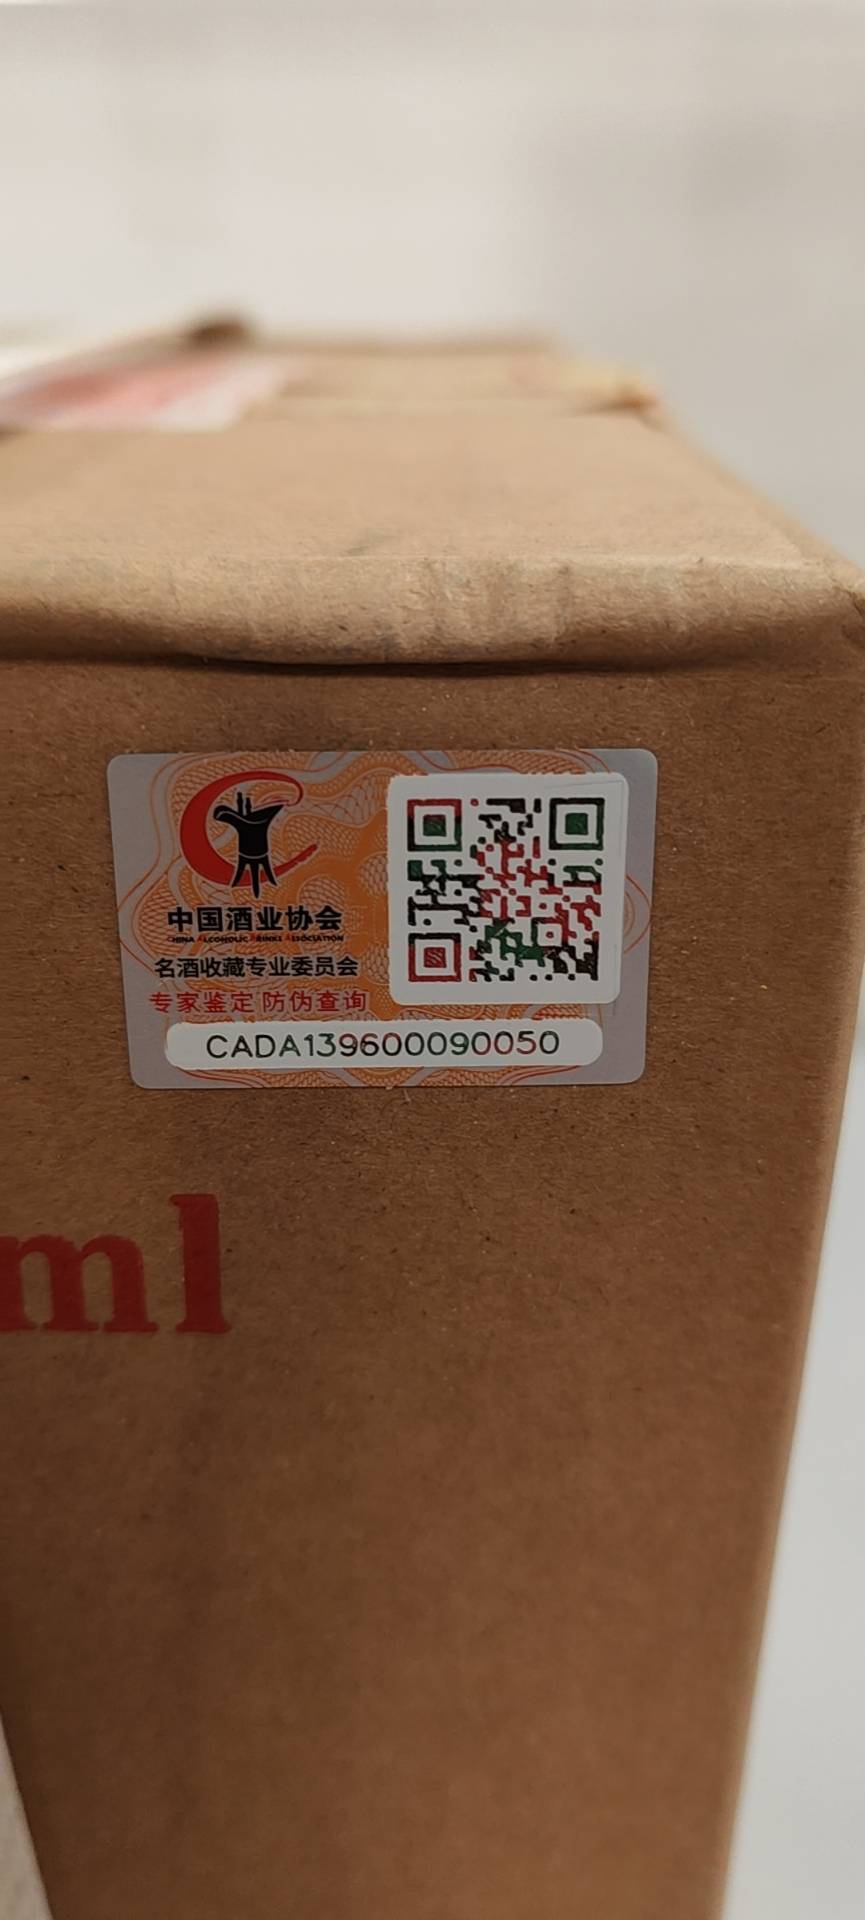 中国酒业协会
CHINA ALCOHOLIC DRINKS ASSOCIATION
名酒收藏专业委员会
专家鉴定 防伪查询
CADA139600090050
ml